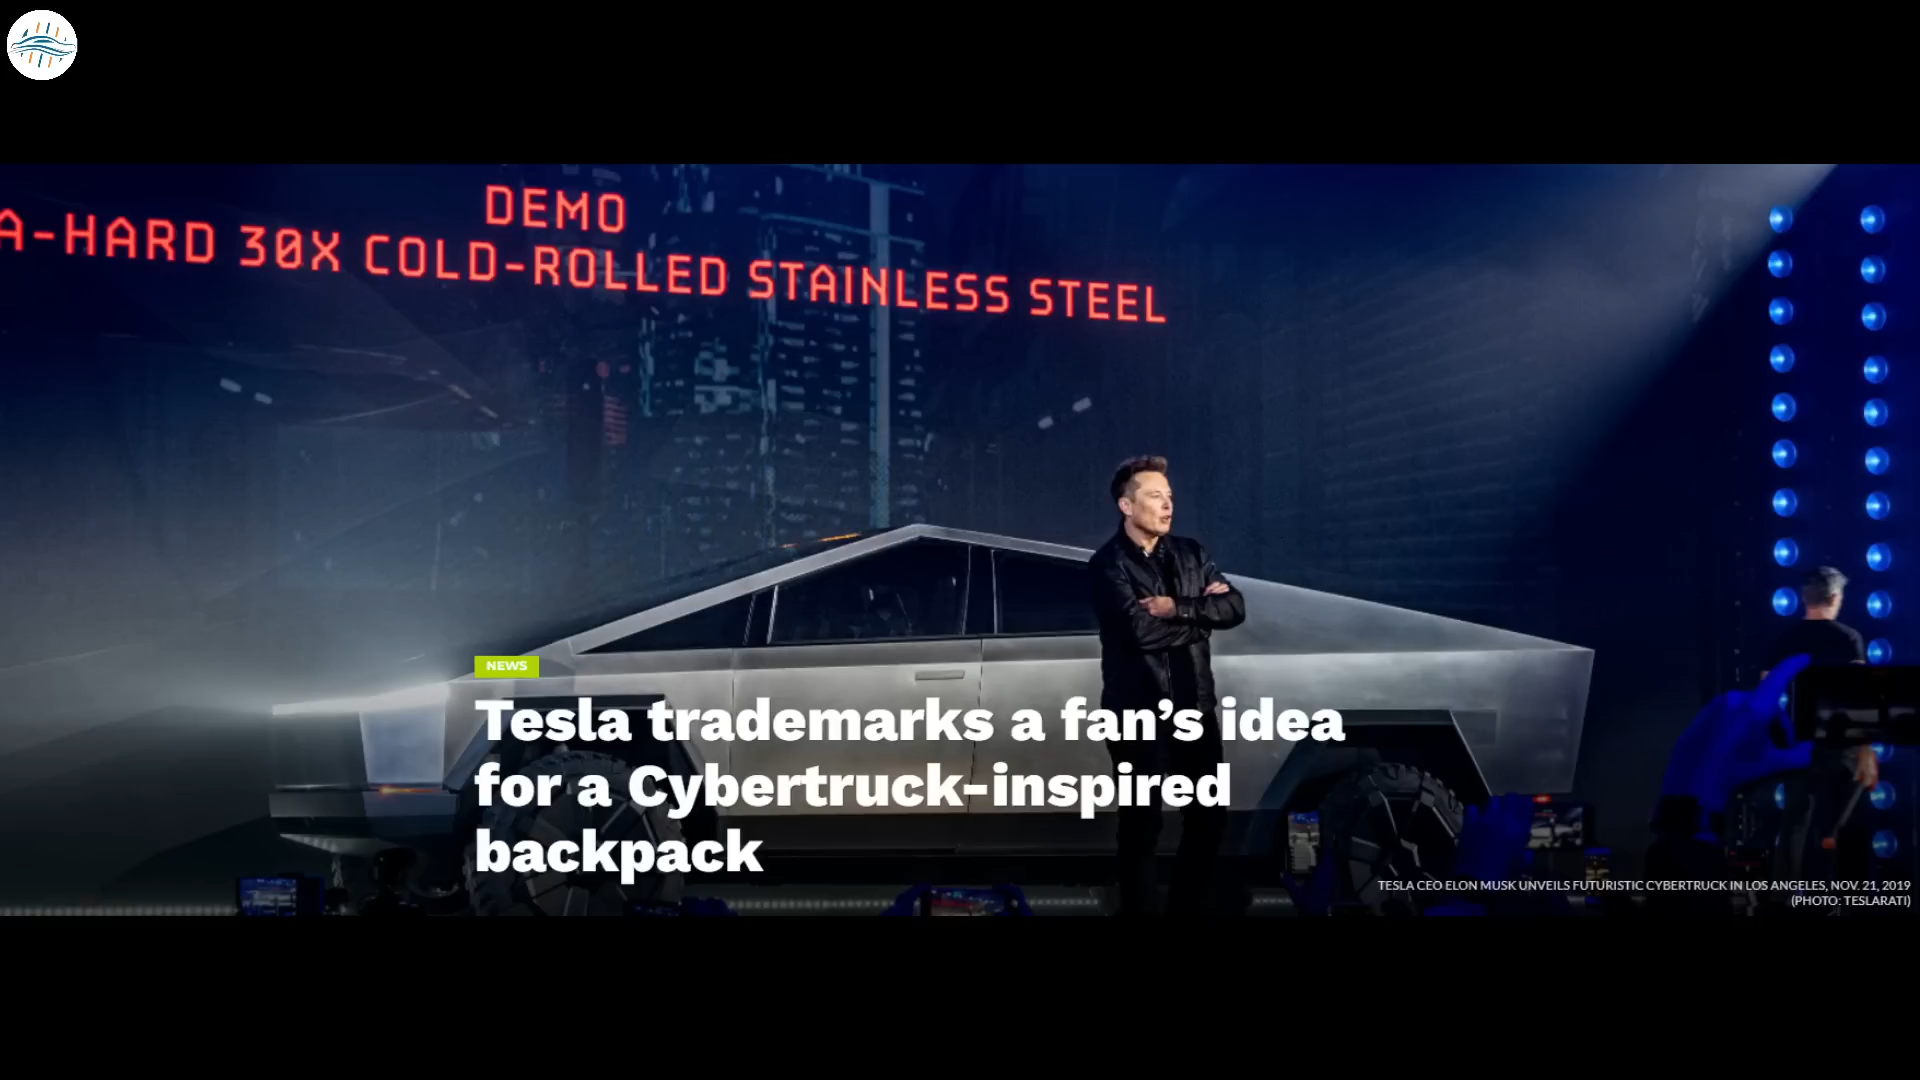 DEMO
A-HARD 30X COLD-ROLLED STAINLESS STEEL
NEWS
Tesla trademarks a fan’s idea
for a Cybertruck-inspired
backpack
TESLA CEO ELON MUSK UNVEILS FUTURISTIC CYBERTRUCK IN LOS ANGELES, NOV. 21, 2019
(PHOTO: TESLARATI)